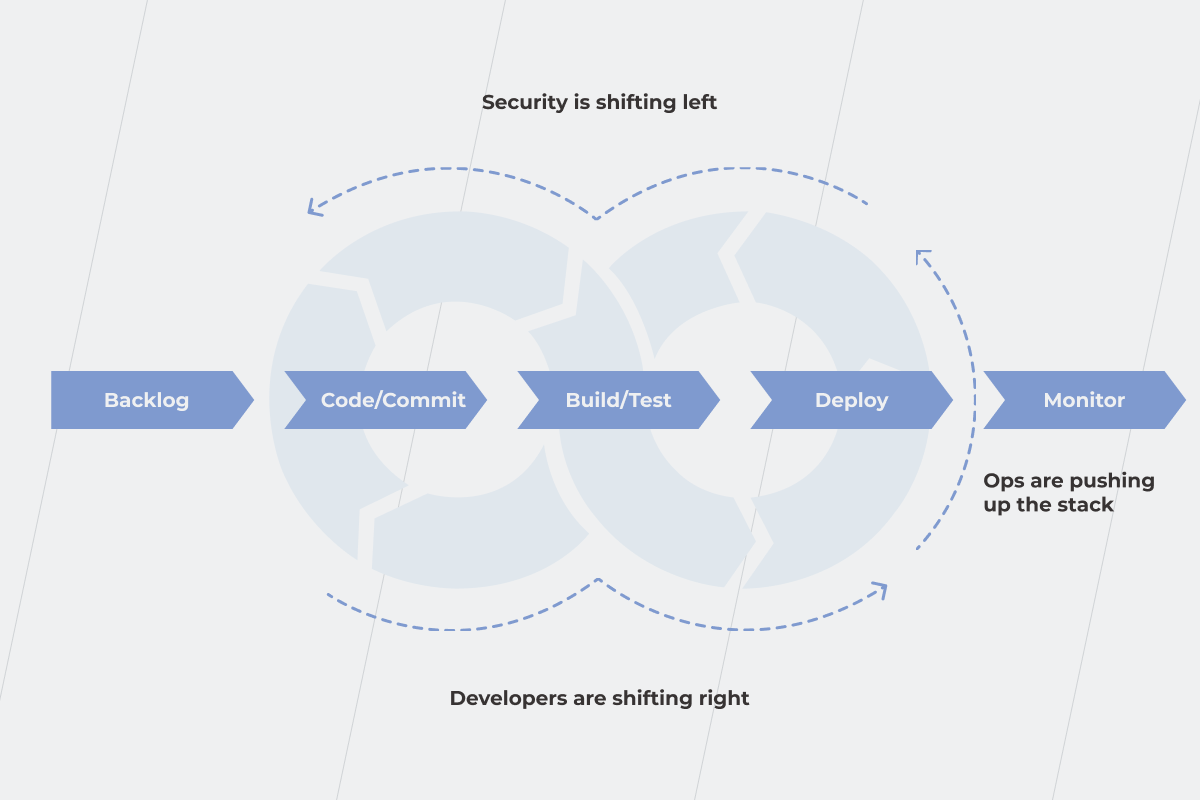 Security is shifting left
Backlog
Code/Commit
Build/Test
Deploy
Monitor
Ops are pushing
up the stack
Developers are shifting right